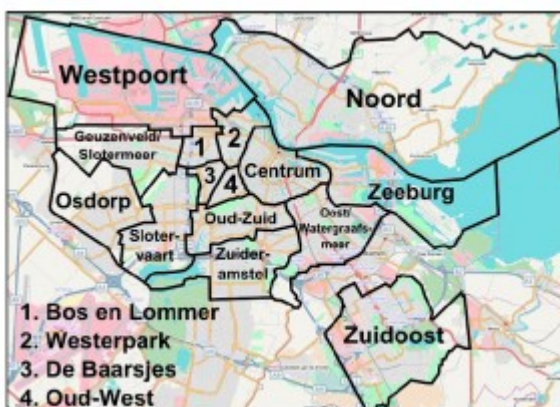 Westpoort
Noord
Geuzenveld/
Slotermeer
1
2
3
4
Centrum
Zeeburg
Osdorp
Oud-Zuid
Oost/
Watergraafs-
meer
Sloter-
vaart
Zuider-
amstel
Zuidoost
1. Bos en Lommer
2. Westerpark
3. De Baarsjes
4. Oud-West